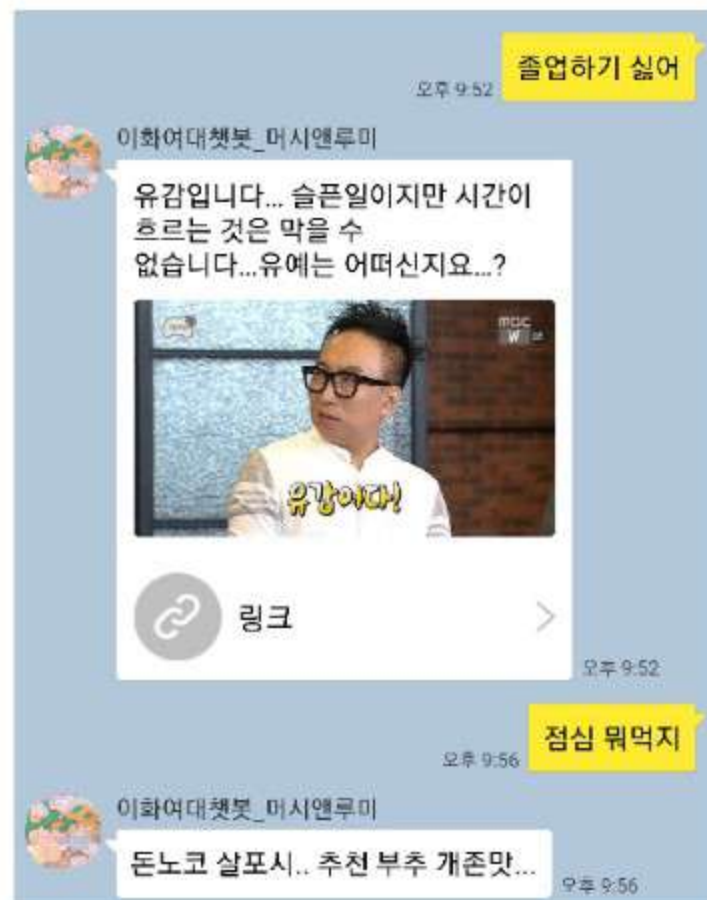 졸업하기 싫어
오후 9:52
이화여대챗봇_머시앤루미
유감입니다... 슬픈일이지만 시간이
흐르는 것은 막을 수
없습니다...유예는 어떠신지요...?
mbc
W
유감이다!
링크
오후 9:52
점심 뭐먹지
오후 9:56
이화여대챗봇_머시앤루미
돈노코 살포시.. 추천 부추 개존맛...
오후 9:56